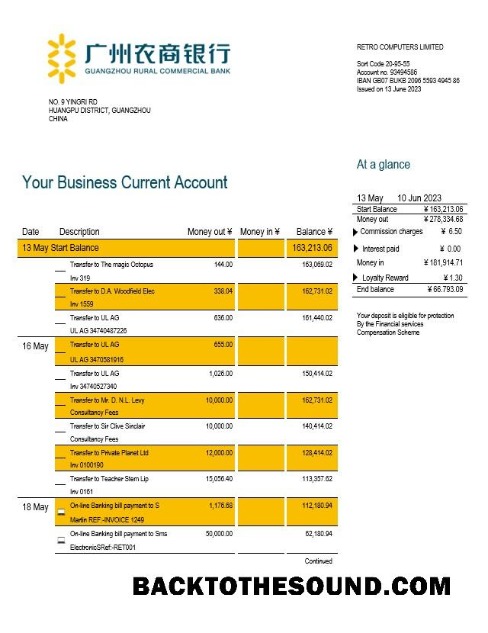 广州农商银行
GUANGZHOU RURAL COMMERCIAL BANK
NO. 9 YINGRI RD
HUANGPU DISTRICT, GUANGZHOU
CHINA
RETRO COMPUTERS LIMITED
Sort Code 20-95-55
Account no. 93494586
IBAN GB07 BUKB 2096 5593 4945 86
Issued on 13 June 2023
Your Business Current Account
At a glance
13 May 10 Jun 2023
Start Balance ¥ 163,213.06
Money out ¥ 278,334.68
Commission charges ¥ 6.50
Interest paid ¥ 0.00
Money in ¥ 181,914.71
Loyalty Reward ¥ 1.30
End balance ¥ 66.793.09
Your deposit is eligible for protection
By the Financial services
Compensation Scheme
Date Description Money out ¥ Money in ¥ Balance ¥
13 May Start Balance 163,213.06
Transfer to The magic Octopus 144.00 163,069.02
Inv 319
Transfer to D.A. Woodfield Elec 338.04 162,731.02
Inv 1559
Transfer to UL AG 636.00 161,440.02
UL AG 34740487226
16 May Transfer to UL AG 655.00
UL AG 3470581916
Transfer to UL AG 1,026.00 150,414.02
Inv 34740527340
Transfer to Mr. D. N.L. Levy 10,000.00 162,731.02
Consultancy Fees
Transfer to Sir Clive Sinclair 10,000.00 140,414.02
Consultancy Fees
Transfer to Private Planet Ltd 12,000.00 128,414.02
Inv 0100190
Transfer to Teacher Stern Lip 15,056.40 113,357.62
Inv 0161
18 May On-line Banking bill payment to S 1,176.68 112,180.94
Martin REF:-INVOICE 1249
On-line Banking bill payment to Sms 50,000.00 62,180.94
ElectronicSRef:-RET001
Continued
BACKTOTHESOUND.COM